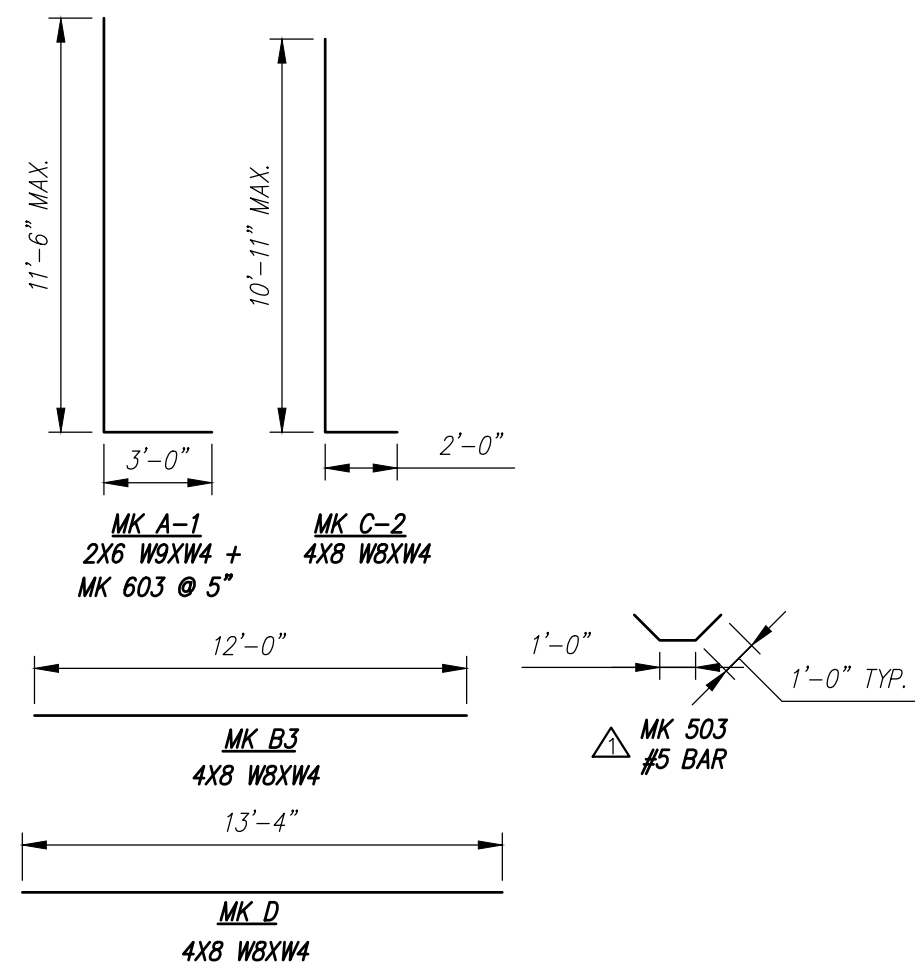 11'-6" MAX.
10'-11" MAX.
3'-0"
2'-0"
MK A-1
2X6 W9XW4 +
MK 603 @ 5"
MK C-2
4X8 W8XW4
12'-0"
MK B3
4X8 W8XW4
1'-0"
1'-0" TYP.
1
MK 503
#5 BAR
13'-4"
MK D
4X8 W8XW4